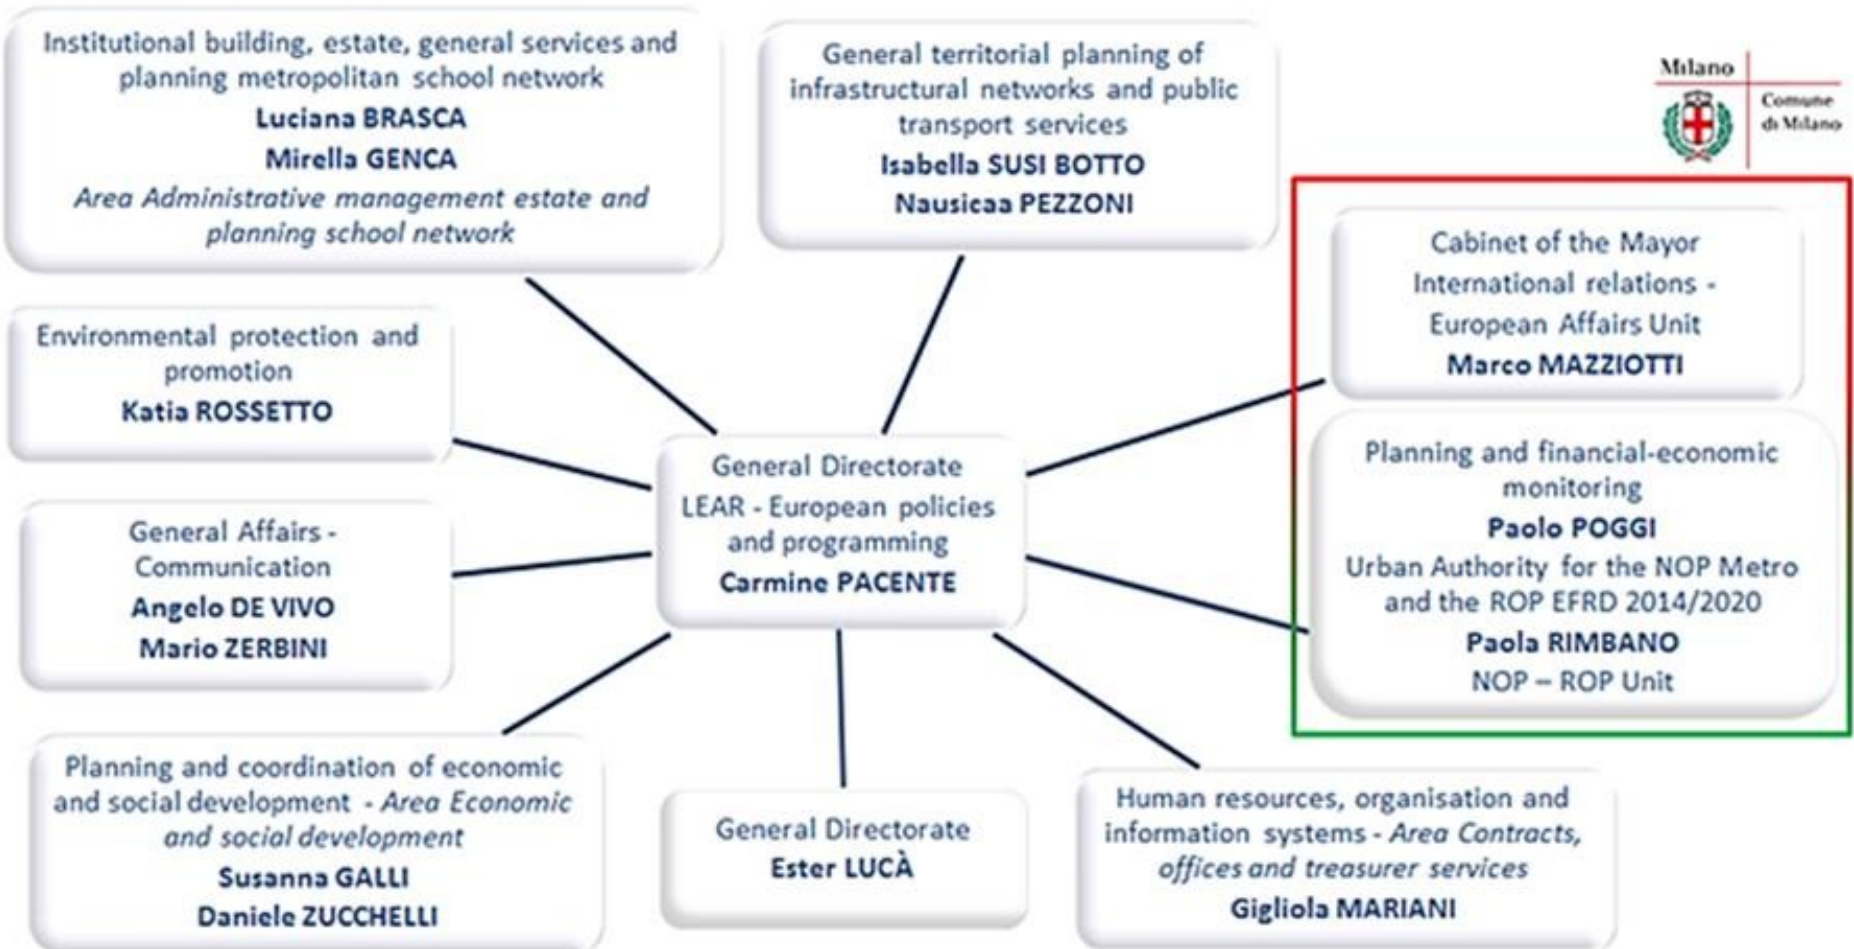 Institutional building, estate, general services and
planning metropolitan school network
Luciana BRASCA
Mirella GENCA
Area Administrative management estate and
planning school network
General territorial planning of
infrastructural networks and public
transport services
Isabella SUSI BOTTO
Nausicaa PEZZONI
Milano
Comune
di Milano
Cabinet of the Mayor
International relations -
European Affairs Unit
Marco MAZZIOTTI
Environmental protection and
promotion
Katia ROSSETTO
General Directorate
LEAR - European policies
and programming
Carmine PACENTE
Planning and financial-economic
monitoring
Paolo POGGI
Urban Authority for the NOP Metro
and the ROP EFRD 2014/2020
Paola RIMBANO
NOP – ROP Unit
General Affairs -
Communication
Angelo DE VIVO
Mario ZERBINI
Planning and coordination of economic
and social development - Area Economic
and social development
Susanna GALLI
Daniele ZUCCHELLI
General Directorate
Ester LUCÀ
Human resources, organisation and
information systems - Area Contracts,
offices and treasurer services
Gigliola MARIANI